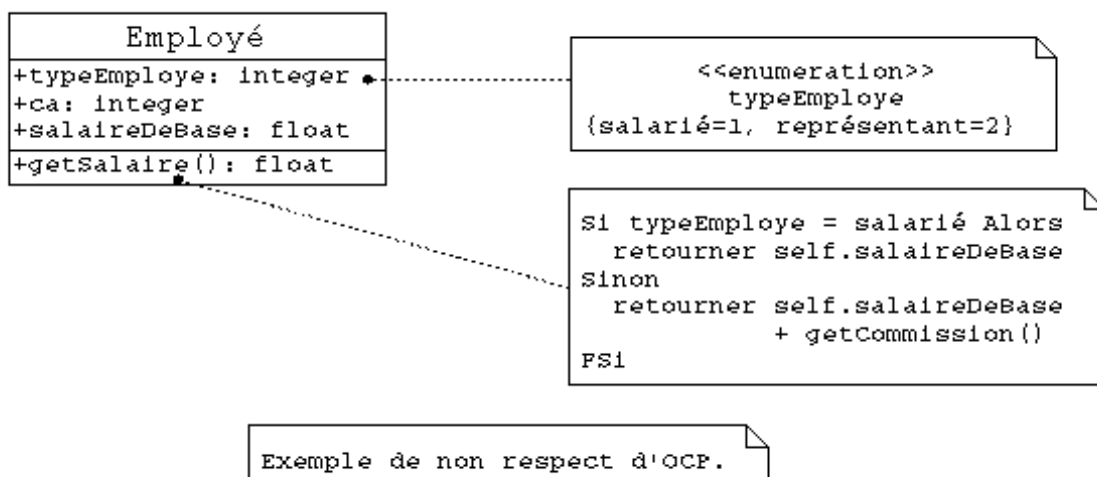 Employé
+typeEmploye: integer
+ca: integer
+salaireDeBase: float
+getSalaire(): float
<<enumeration>>
typeEmploye
{salarié=1, représentant=2}
Si typeEmploye = salarié Alors
retourner self.salaireDeBase
Sinon
retourner self.salaireDeBase
+ getCommission()
FSi
Exemple de non respect d'OCP.